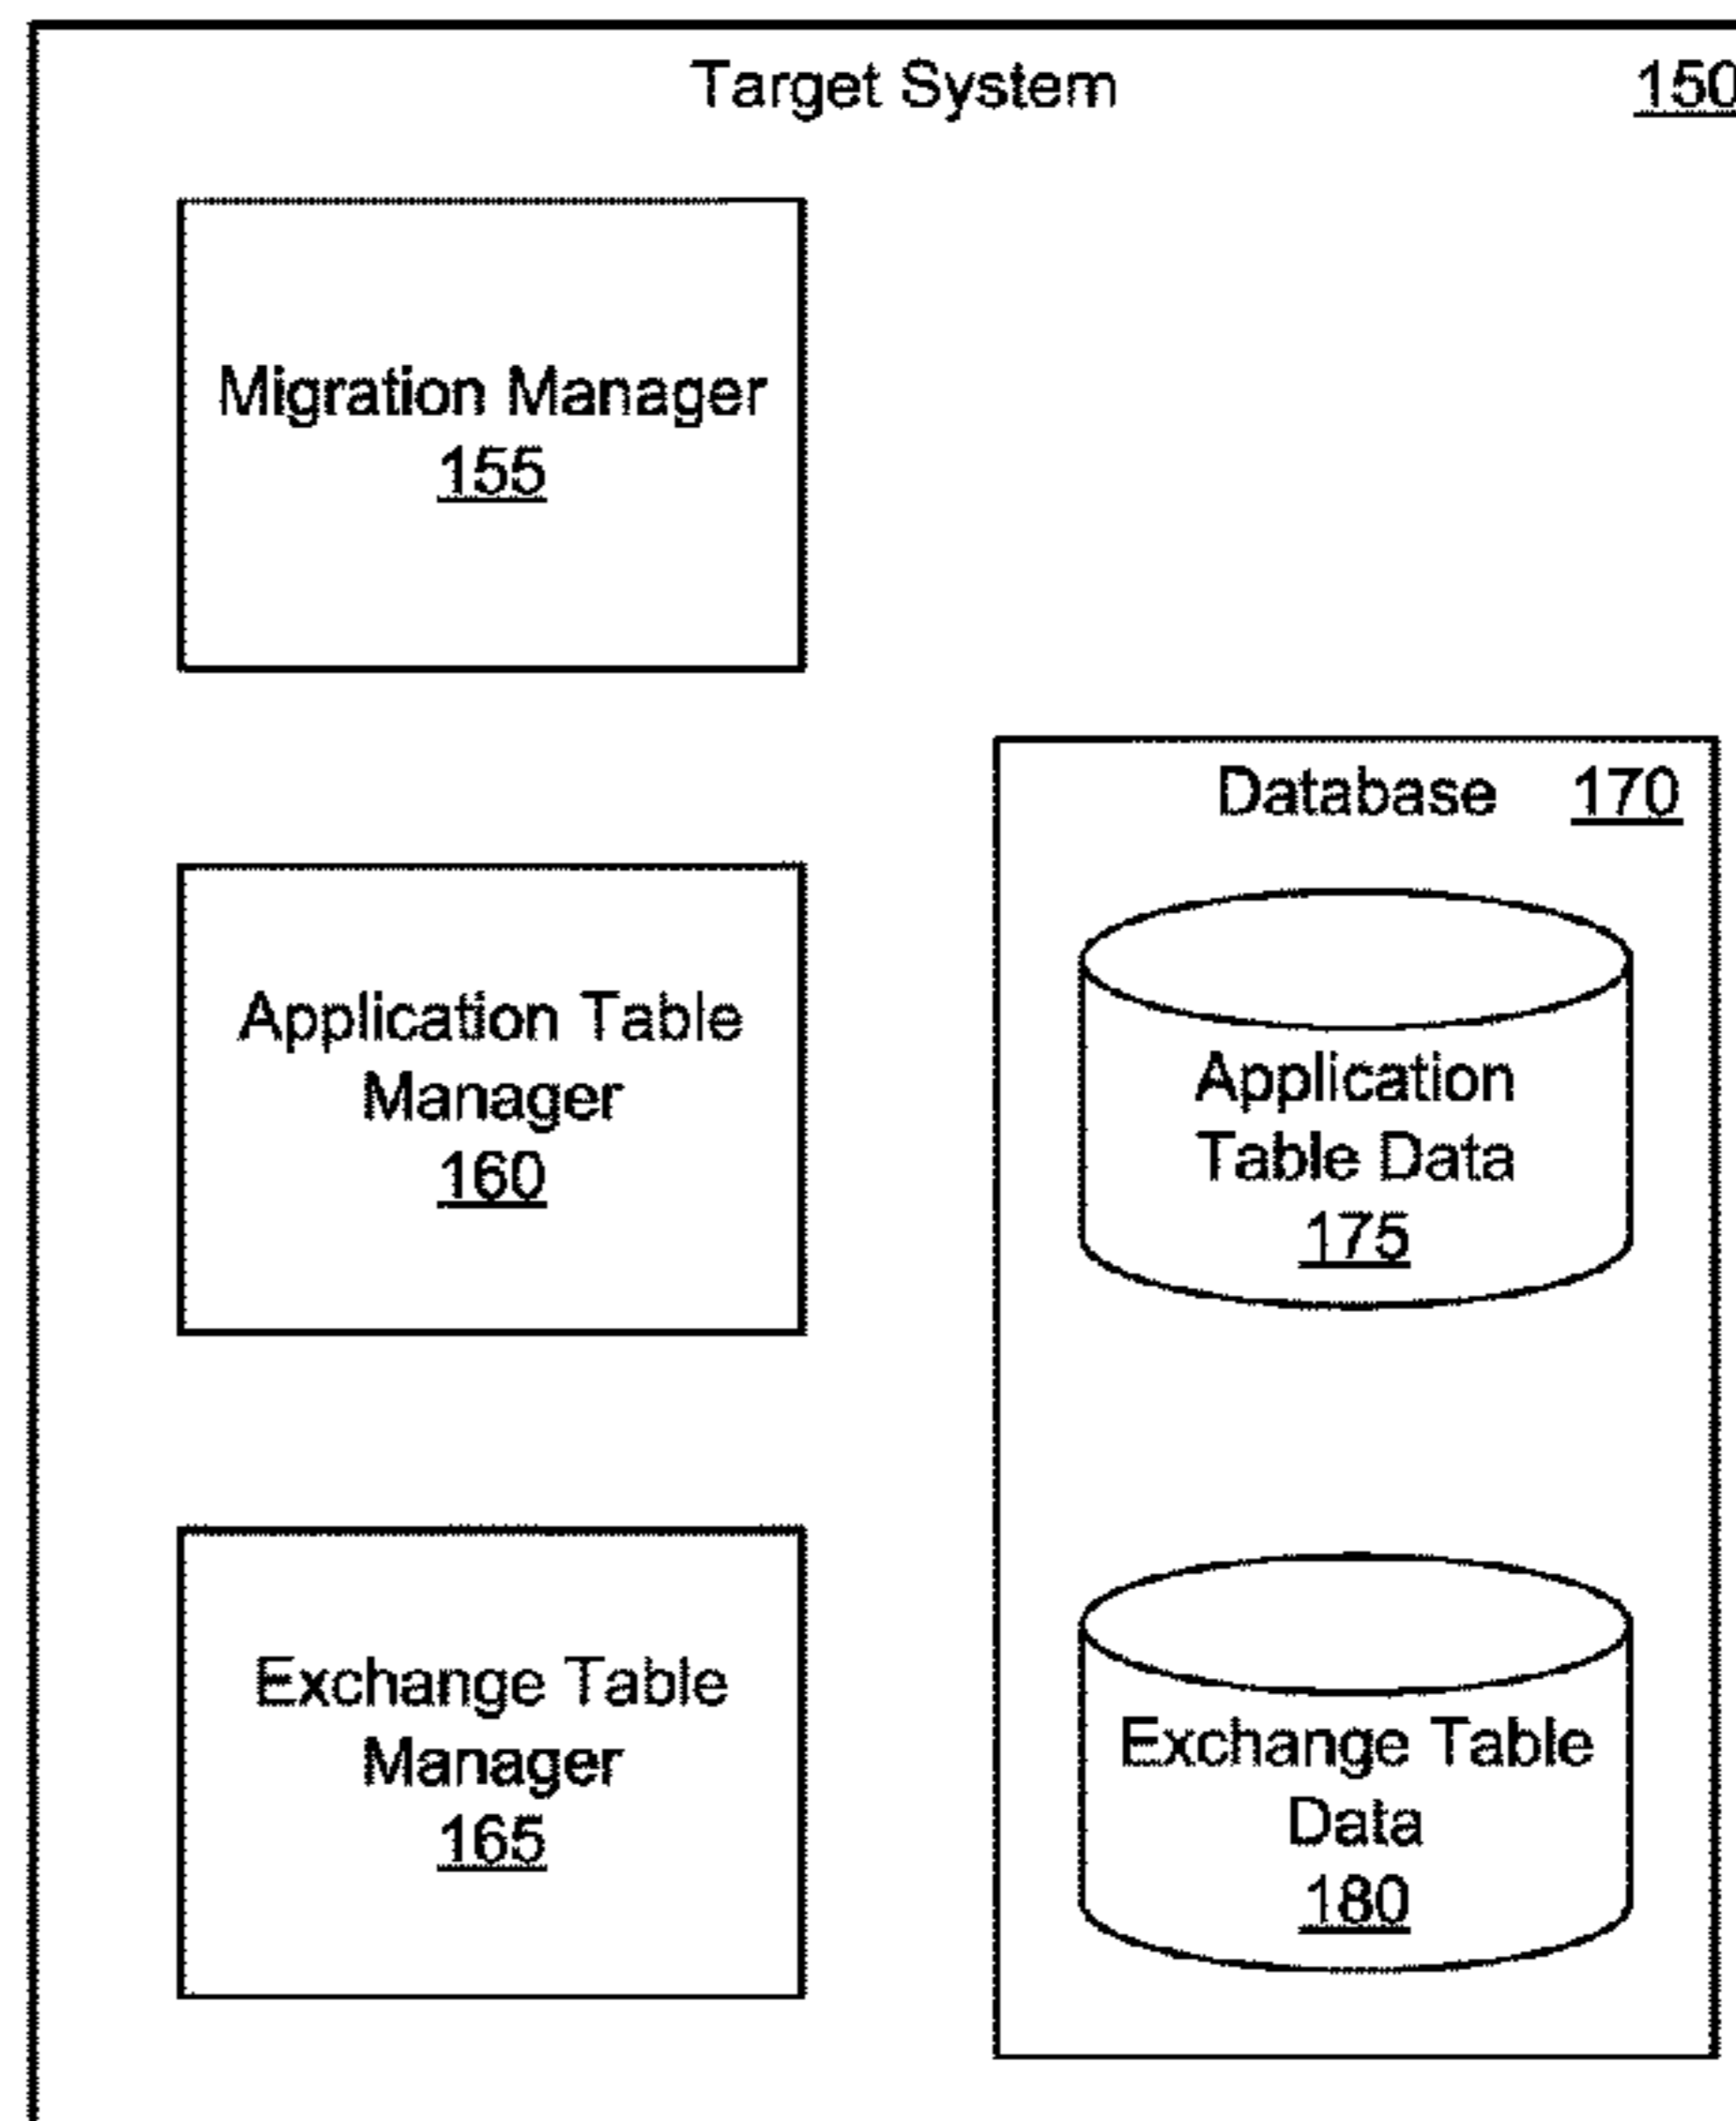 Target System 150
Migration Manager
155
Database 170
Application Table
Manager
160
Application
Table Data
175
Exchange Table
Manager
165
Exchange Table
Data
180